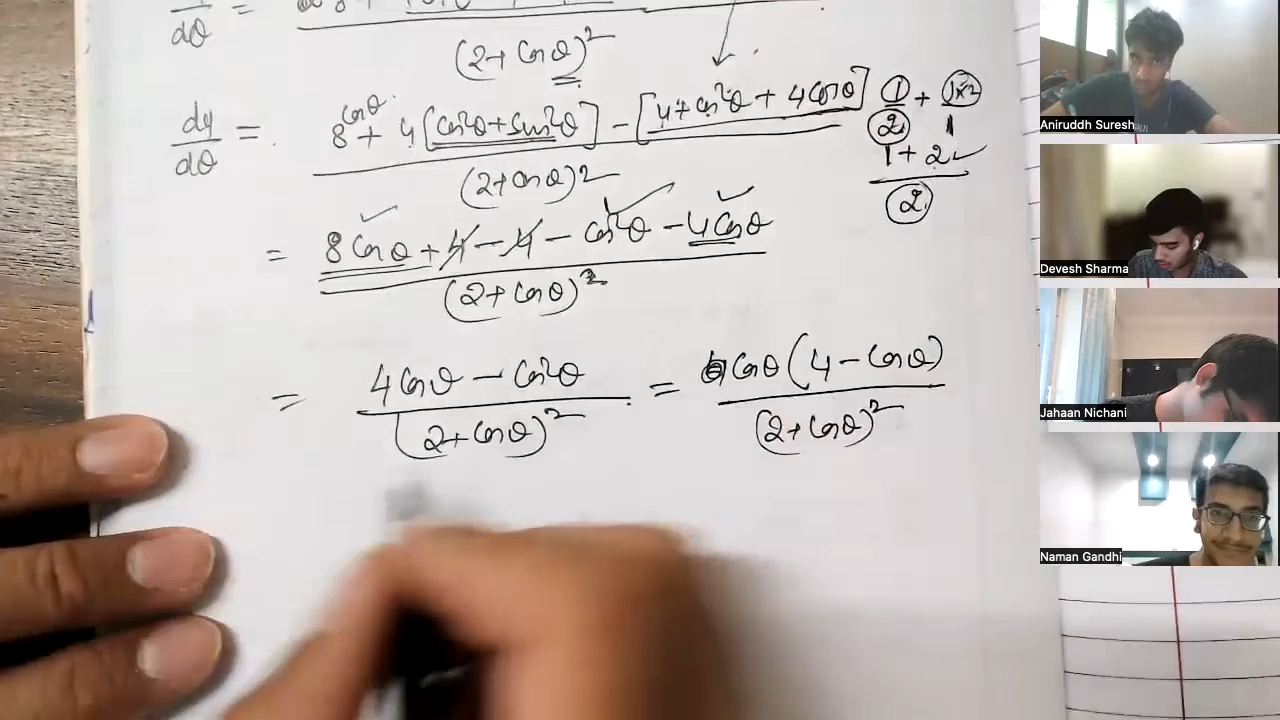 dθ =
(2+cosθ)²
dy/dθ = (8cosθ + 4[cos²θ+sin²θ] - [4+cos²θ + 4cosθ]) / (2+cosθ)²
1/2 + 1×2/1
(1+2)/2
= (8cosθ + 4 - 4 - cos²θ - 4cosθ) / (2+cosθ)²
= (4cosθ - cos²θ) / (2+cosθ)² = cosθ(4-cosθ) / (2+cosθ)²
Aniruddh Suresh
Devesh Sharma
Jahaan Nichani
Naman Gandhi